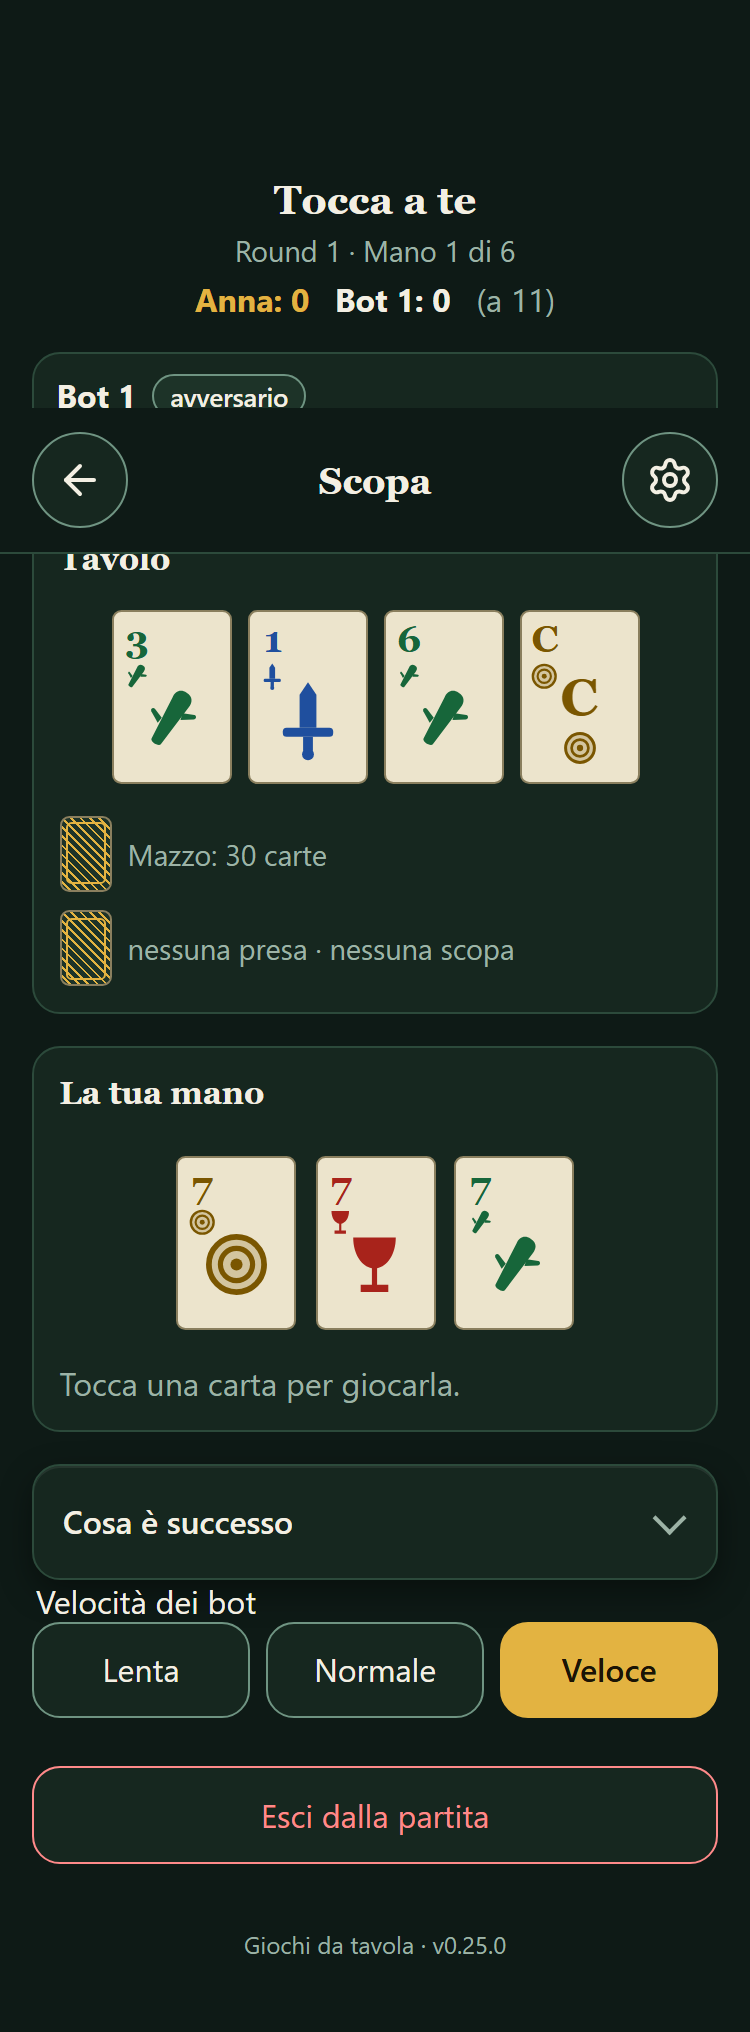 Tocca a te
Round 1 · Mano 1 di 6
Anna: 0 Bot 1: 0 (a 11)
Bot 1 avversario
Scopa
Tavolo
3 1 6 C
C
Mazzo: 30 carte
nessuna presa · nessuna scopa
La tua mano
7 7 7
Tocca una carta per giocarla.
Cosa è successo
Velocità dei bot
Lenta Normale Veloce
Esci dalla partita
Giochi da tavola · v0.25.0